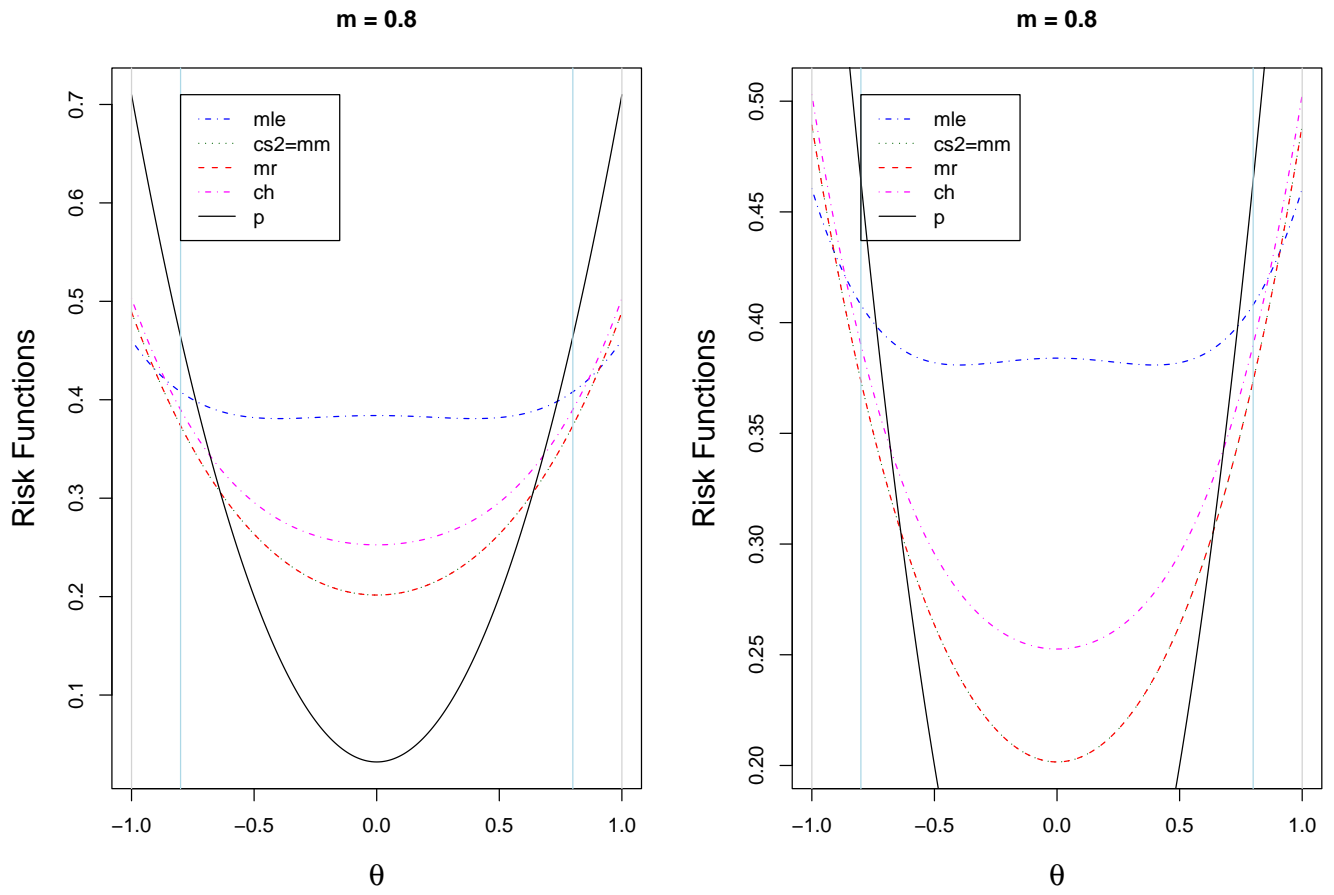 m = 0.8
Risk Functions
0.7
0.6
0.5
0.4
0.3
0.2
0.1
mle
cs2=mm
mr
ch
p
−1.0 −0.5 0.0 0.5 1.0
θ
m = 0.8
Risk Functions
0.50
0.45
0.40
0.35
0.30
0.25
0.20
mle
cs2=mm
mr
ch
p
−1.0 −0.5 0.0 0.5 1.0
θ